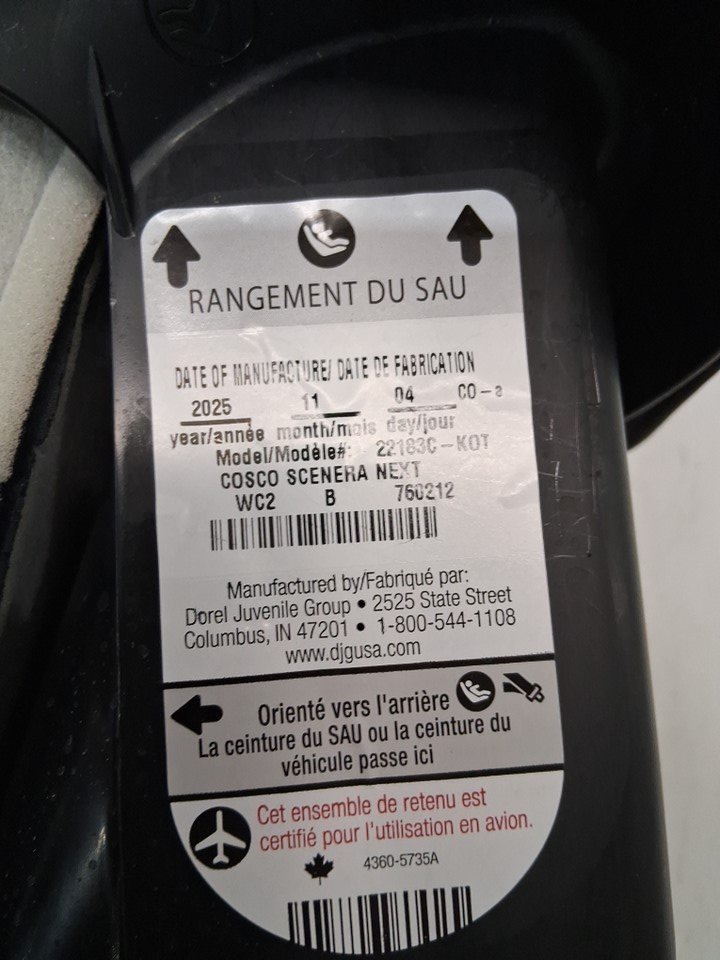 RANGEMENT DU SAU
DATE OF MANUFACTURE/ DATE DE FABRICATION
2025 11 04 CO-a
year/année month/mois day/jour
Model/Modèle#: 22183C-KOT
COSCO SCENERA NEXT
WC2 B 760212
Manufactured by/Fabriqué par:
Dorel Juvenile Group • 2525 State Street
Columbus, IN 47201 • 1-800-544-1108
www.djgusa.com
Orienté vers l'arrière
La ceinture du SAU ou la ceinture du
véhicule passe ici
Cet ensemble de retenu est
certifié pour l'utilisation en avion.
4360-5735A